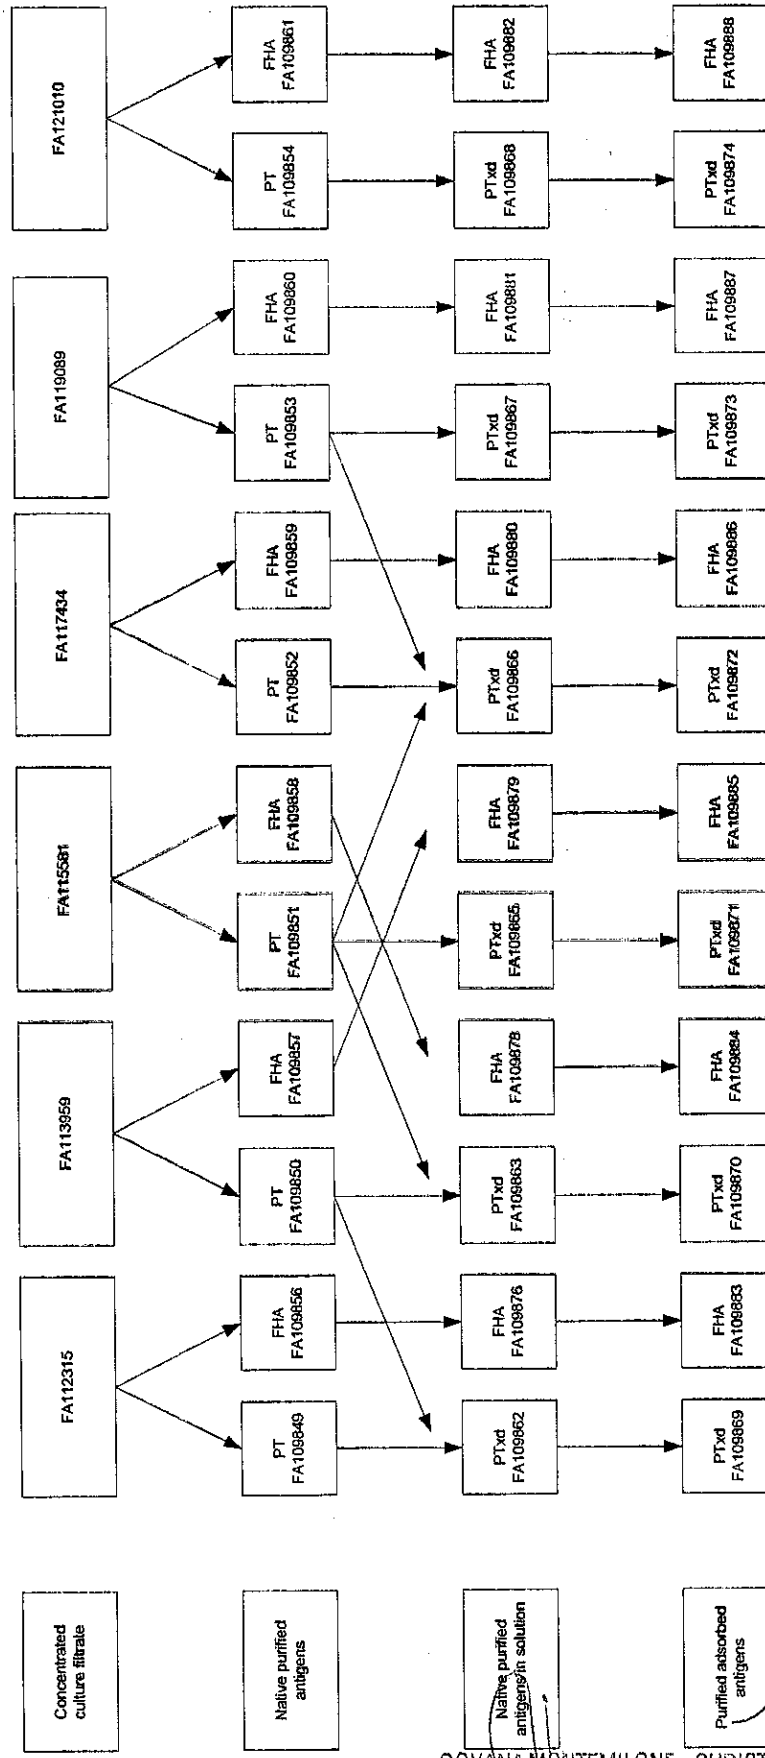 Concentrated
culture filtrate
FA112315
FA113959
FA115581
FA117434
FA119089
FA121010
Native purified
antigens
PT
FA109849
FHA
FA109856
PT
FA109850
FHA
FA109857
PT
FA109851
FHA
FA109858
PT
FA109852
FHA
FA109859
PT
FA109853
FHA
FA109860
PT
FA109854
FHA
FA109861
Native purified
antigens/in solution
PTxd
FA109862
FHA
FA109876
PTxd
FA109863
FHA
FA109878
PTxd
FA109865
FHA
FA109879
PTxd
FA109866
FHA
FA109880
PTxd
FA109867
FHA
FA109881
PTxd
FA109868
FHA
FA109882
Purified adsorbed
antigens
PTxd
FA109869
FHA
FA109883
PTxd
FA109870
FHA
FA109884
PTxd
FA109871
FHA
FA109885
PTxd
FA109872
FHA
FA109886
PTxd
FA109873
FHA
FA109887
PTxd
FA109874
FHA
FA109888
MONTEMILONE